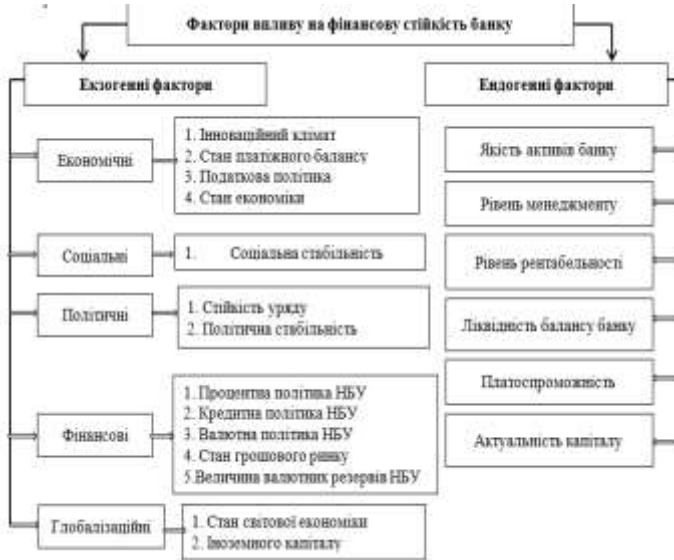 Фактори впливу на фінансову стійкість банку
Екзогенні фактори
Ендогенні фактори
Економічні
1. Інноваційний клімат
2. Стан платіжного балансу
3. Податкова політика
4. Стан економіки
Соціальні
1. Соціальна стабільність
Політичні
1. Стійкість уряду
2. Політична стабільність
Фінансові
1. Процентна політика НБУ
2. Кредитна політика НБУ
3. Валютна політика НБУ
4. Стан грошового ринку
5.Величина валютних резервів НБУ
Глобалізаційні
1. Стан світової економіки
2. Іноземного капіталу
Якість активів банку
Рівень менеджменту
Рівень рентабельності
Ліквідність балансу банку
Платоспроможність
Актуальність капіталу